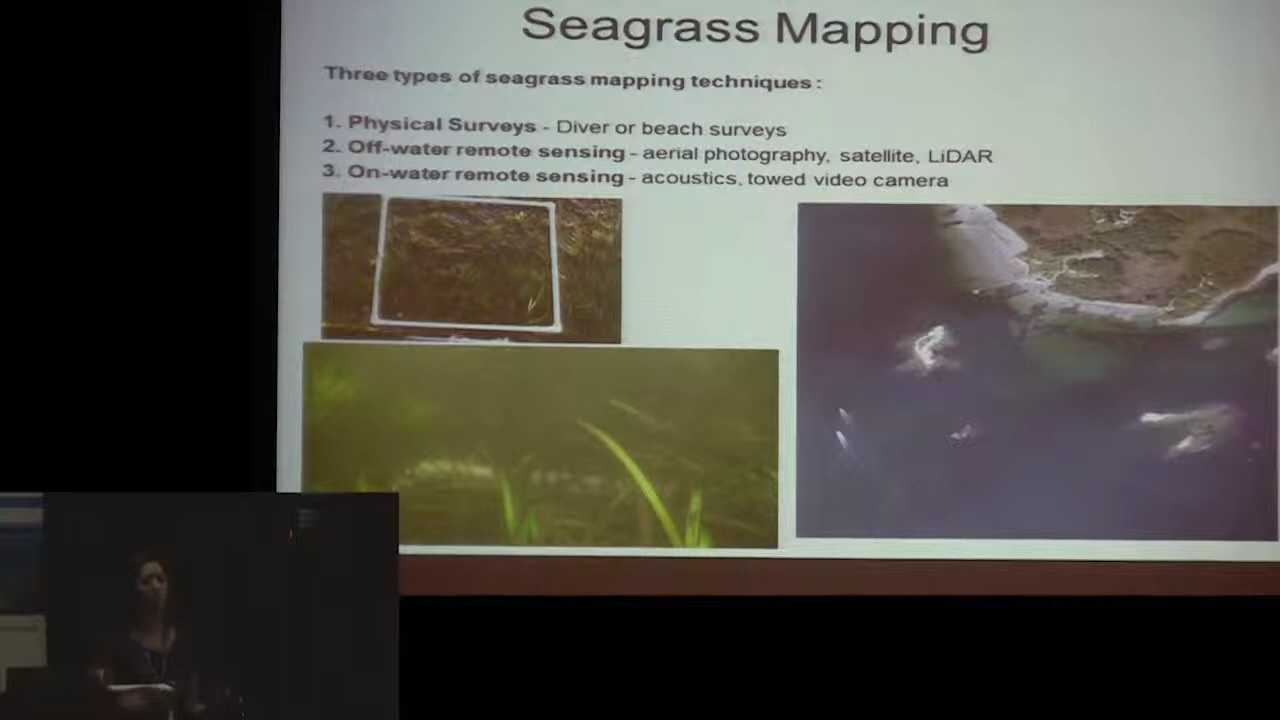 Seagrass Mapping
Three types of seagrass mapping techniques :
1. Physical Surveys - Diver or beach surveys
2. Off-water remote sensing - aerial photography, satellite, LiDAR
3. On-water remote sensing - acoustics, towed video camera